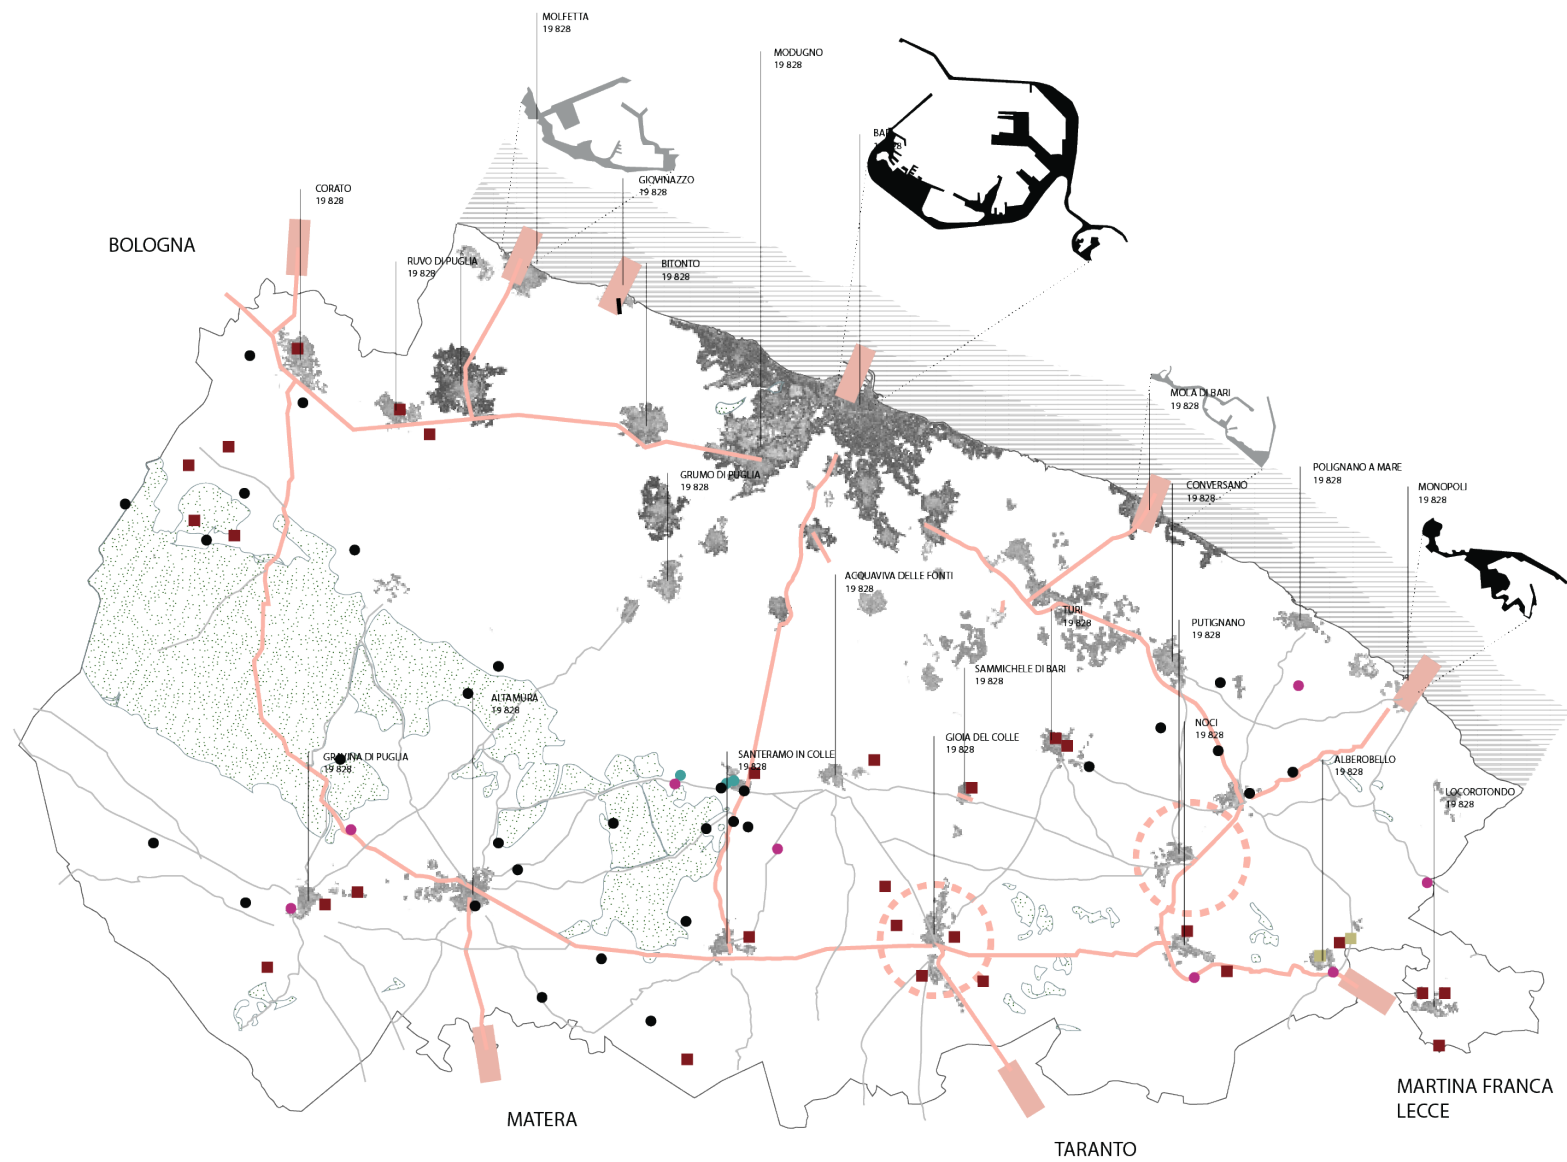 MOLFETTA
19 828
MODUGNO
19 828
BARI
19 828
GIOVINAZZO
19 828
CORATO
19 828
BOLOGNA
RUVO DI PUGLIA
19 828
BITONTO
19 828
MOLA DI BARI
19 828
GRUMO DI PUGLIA
19 828
CONVERSANO
19 828
POLIGNANO A MARE
19 828
MONOPOLI
19 828
ACQUAVIVA DELLE FONTI
19 828
TURI
19 828
PUTIGNANO
19 828
SAMMICHELE DI BARI
19 828
ALTAMURA
19 828
NOCI
19 828
GIOIA DEL COLLE
19 828
GRAVINA DI PUGLIA
19 828
SANTERAMO IN COLLE
19 828
ALBEROBELLO
19 828
LOCOROTONDO
19 828
MARTINA FRANCA
LECCE
MATERA
TARANTO